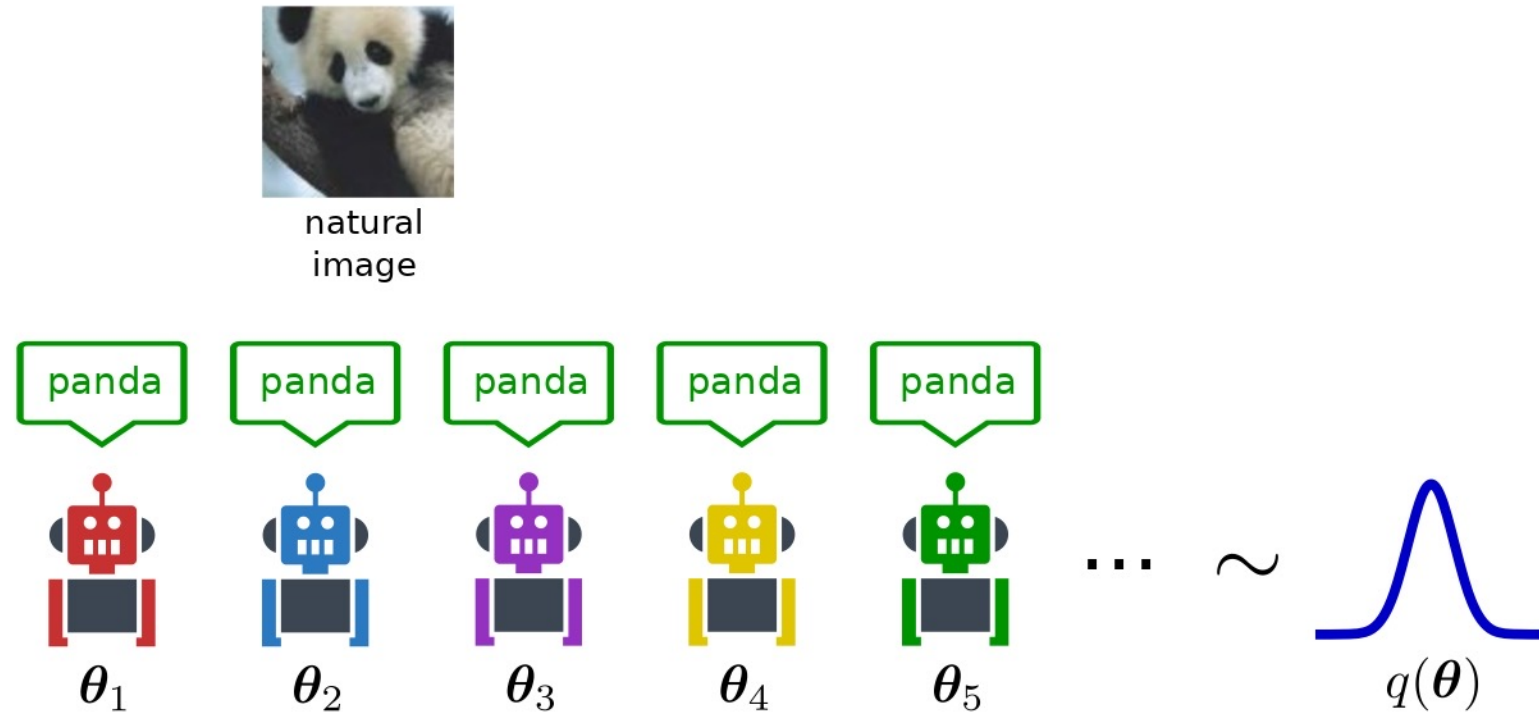 natural
image
panda panda panda panda panda
... ∼
θ₁ θ₂ θ₃ θ₄ θ₅ q(θ)